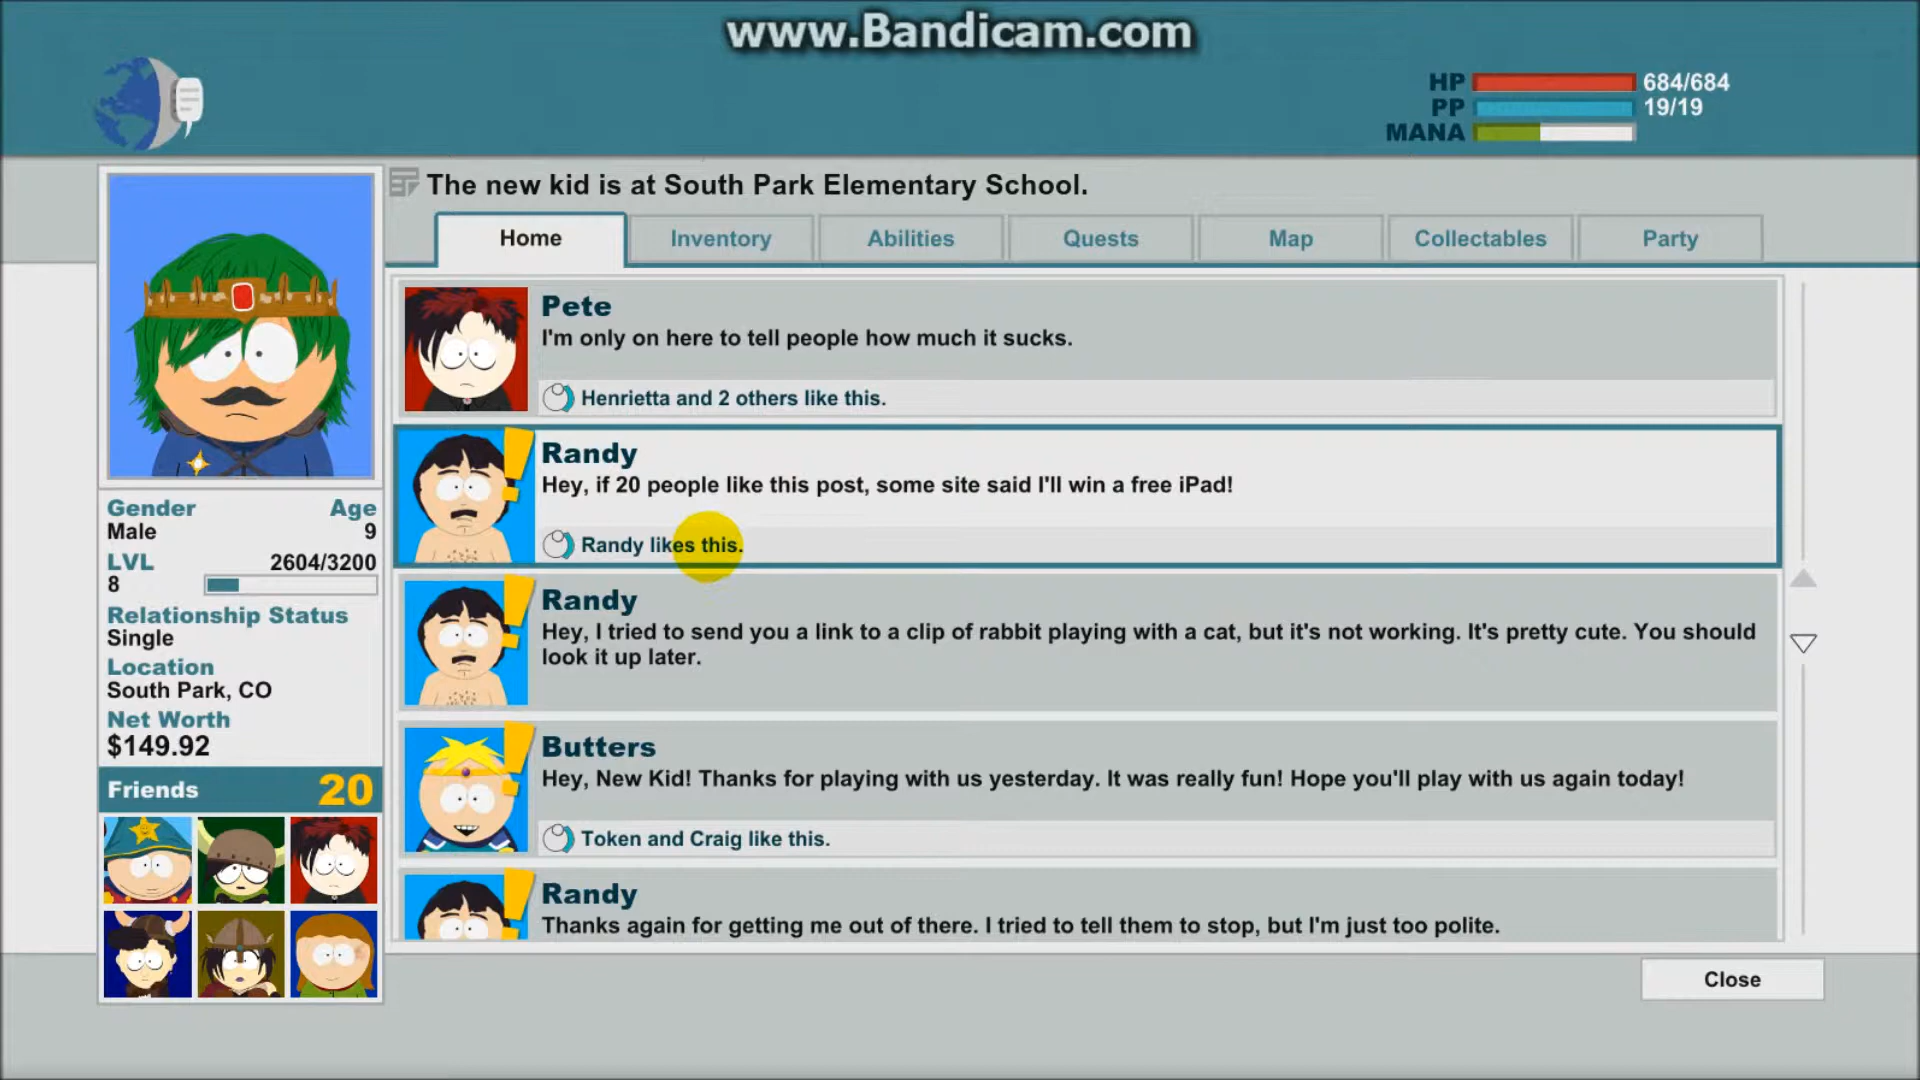 www.Bandicam.com
HP 684/684
PP 19/19
MANA
The new kid is at South Park Elementary School.
Home Inventory Abilities Quests Map Collectables Party
Pete
I'm only on here to tell people how much it sucks.
Henrietta and 2 others like this.
Randy
Hey, if 20 people like this post, some site said I'll win a free iPad!
Randy likes this.
Randy
Hey, I tried to send you a link to a clip of rabbit playing with a cat, but it's not working. It's pretty cute. You should
look it up later.
Butters
Hey, New Kid! Thanks for playing with us yesterday. It was really fun! Hope you'll play with us again today!
Token and Craig like this.
Randy
Thanks again for getting me out of there. I tried to tell them to stop, but I'm just too polite.
Gender Age
Male 9
LVL 2604/3200
8
Relationship Status
Single
Location
South Park, CO
Net Worth
$149.92
Friends 20
Close